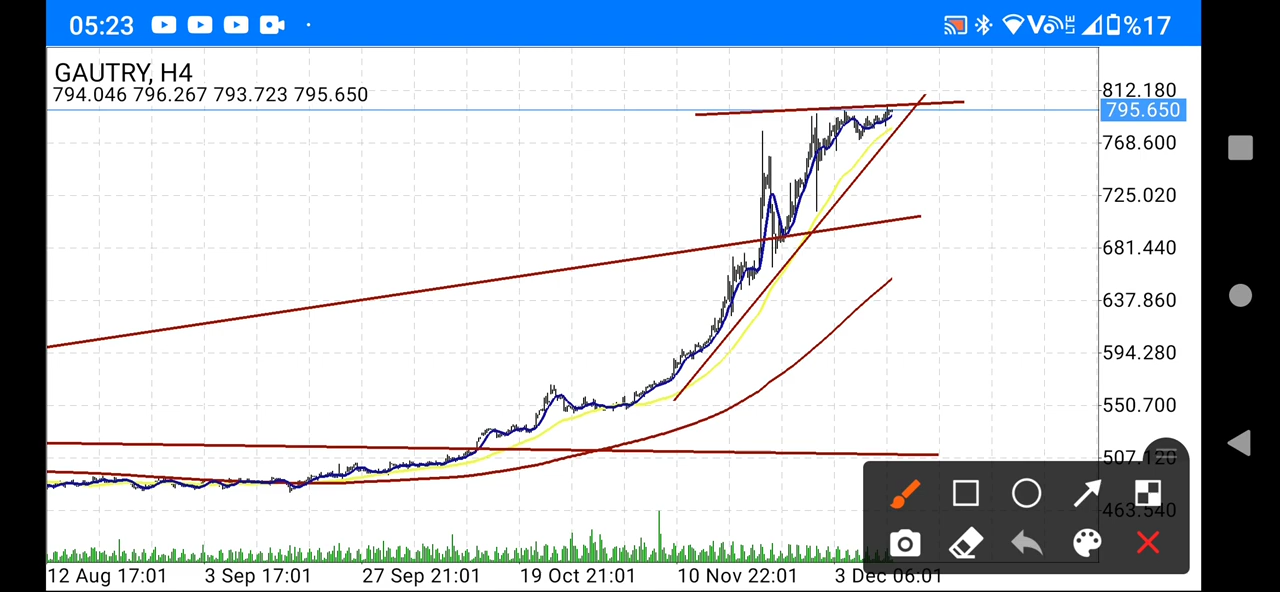 05:23
LTE %17
GAUTRY, H4
794.046 796.267 793.723 795.650
812.180
795.650
768.600
725.020
681.440
637.860
594.280
550.700
507.120
463.540
12 Aug 17:01 3 Sep 17:01 27 Sep 21:01 19 Oct 21:01 10 Nov 22:01 3 Dec 06:01